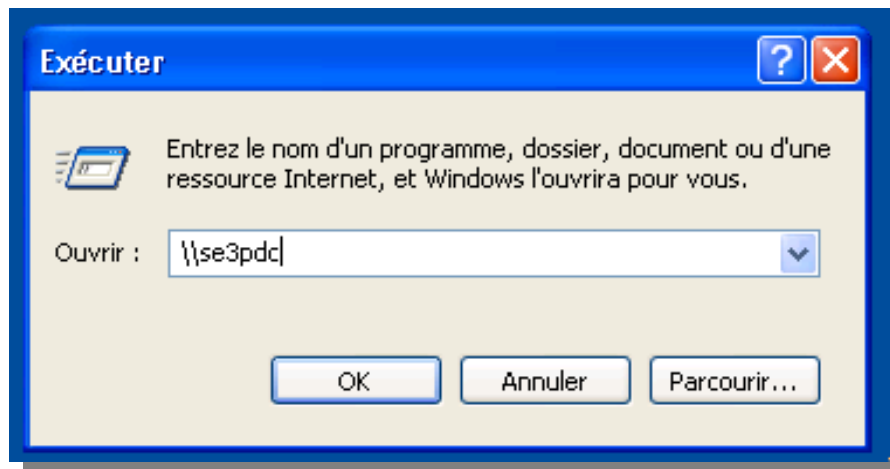 Exécuter
Entrez le nom d'un programme, dossier, document ou d'une
ressource Internet, et Windows l'ouvrira pour vous.
Ouvrir : \\se3pdc
OK Annuler Parcourir...